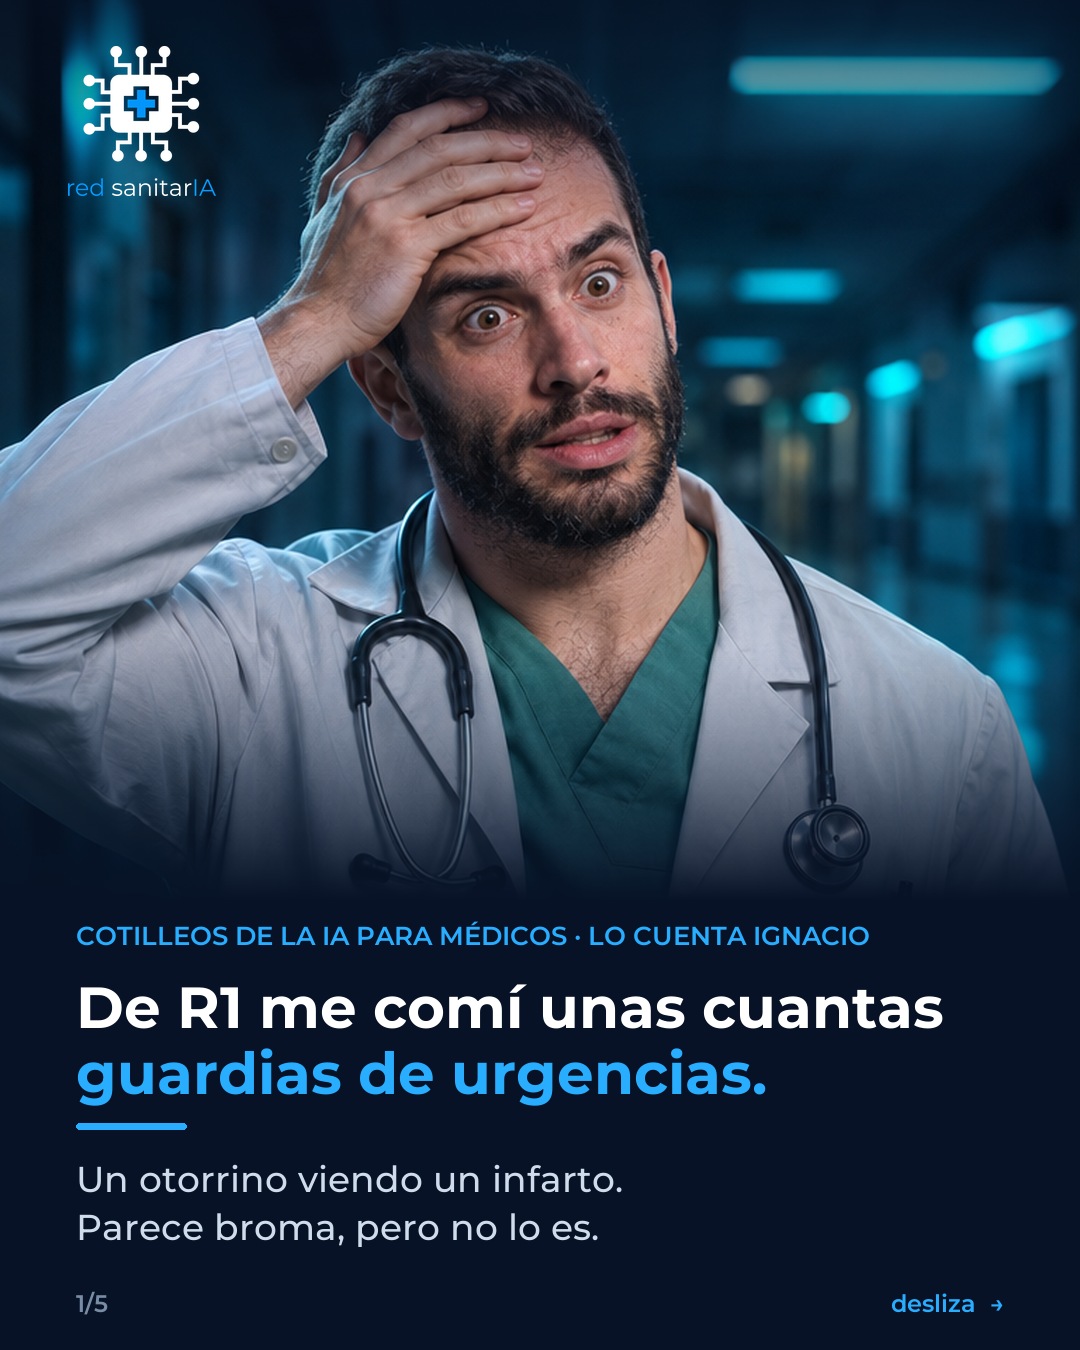 red sanitarIA
COTILLEOS DE LA IA PARA MÉDICOS · LO CUENTA IGNACIO
De R1 me comí unas cuantas
guardias de urgencias.
Un otorrino viendo un infarto.
Parece broma, pero no lo es.
1/5
desliza →